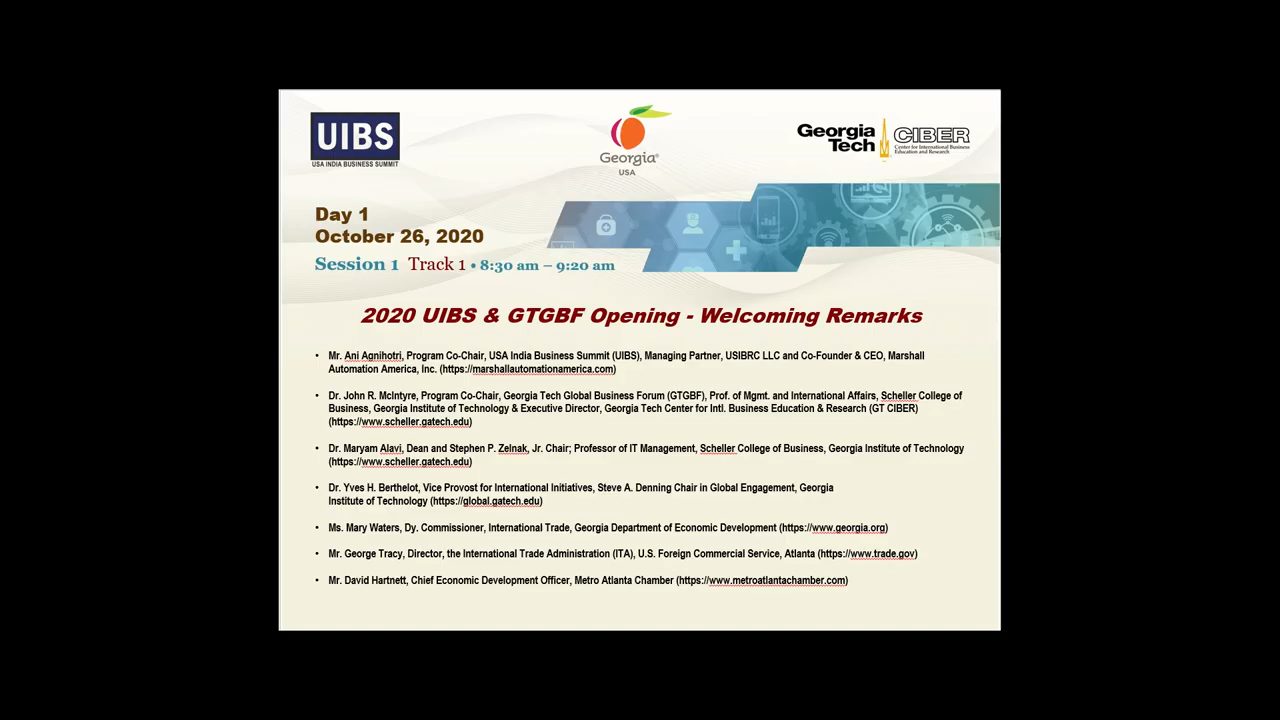 UIBS
USA INDIA BUSINESS SUMMIT
Georgia®
USA
Georgia
Tech
CIBER
Center for International Business
Education and Research
Day 1
October 26, 2020
Session 1 Track 1 • 8:30 am – 9:20 am
2020 UIBS & GTGBF Opening - Welcoming Remarks
• Mr. Ani Agnihotri, Program Co-Chair, USA India Business Summit (UIBS), Managing Partner, USIBRC LLC and Co-Founder & CEO, Marshall
Automation America, Inc. (https://marshallautomationamerica.com)
• Dr. John R. McIntyre, Program Co-Chair, Georgia Tech Global Business Forum (GTGBF), Prof. of Mgmt. and International Affairs, Scheller College of
Business, Georgia Institute of Technology & Executive Director, Georgia Tech Center for Intl. Business Education & Research (GT CIBER)
(https://www.scheller.gatech.edu)
• Dr. Maryam Alavi, Dean and Stephen P. Zelnak, Jr. Chair; Professor of IT Management, Scheller College of Business, Georgia Institute of Technology
(https://www.scheller.gatech.edu)
• Dr. Yves H. Berthelot, Vice Provost for International Initiatives, Steve A. Denning Chair in Global Engagement, Georgia
Institute of Technology (https://global.gatech.edu)
• Ms. Mary Waters, Dy. Commissioner, International Trade, Georgia Department of Economic Development (https://www.georgia.org)
• Mr. George Tracy, Director, the International Trade Administration (ITA), U.S. Foreign Commercial Service, Atlanta (https://www.trade.gov)
• Mr. David Hartnett, Chief Economic Development Officer, Metro Atlanta Chamber (https://www.metroatlantachamber.com)